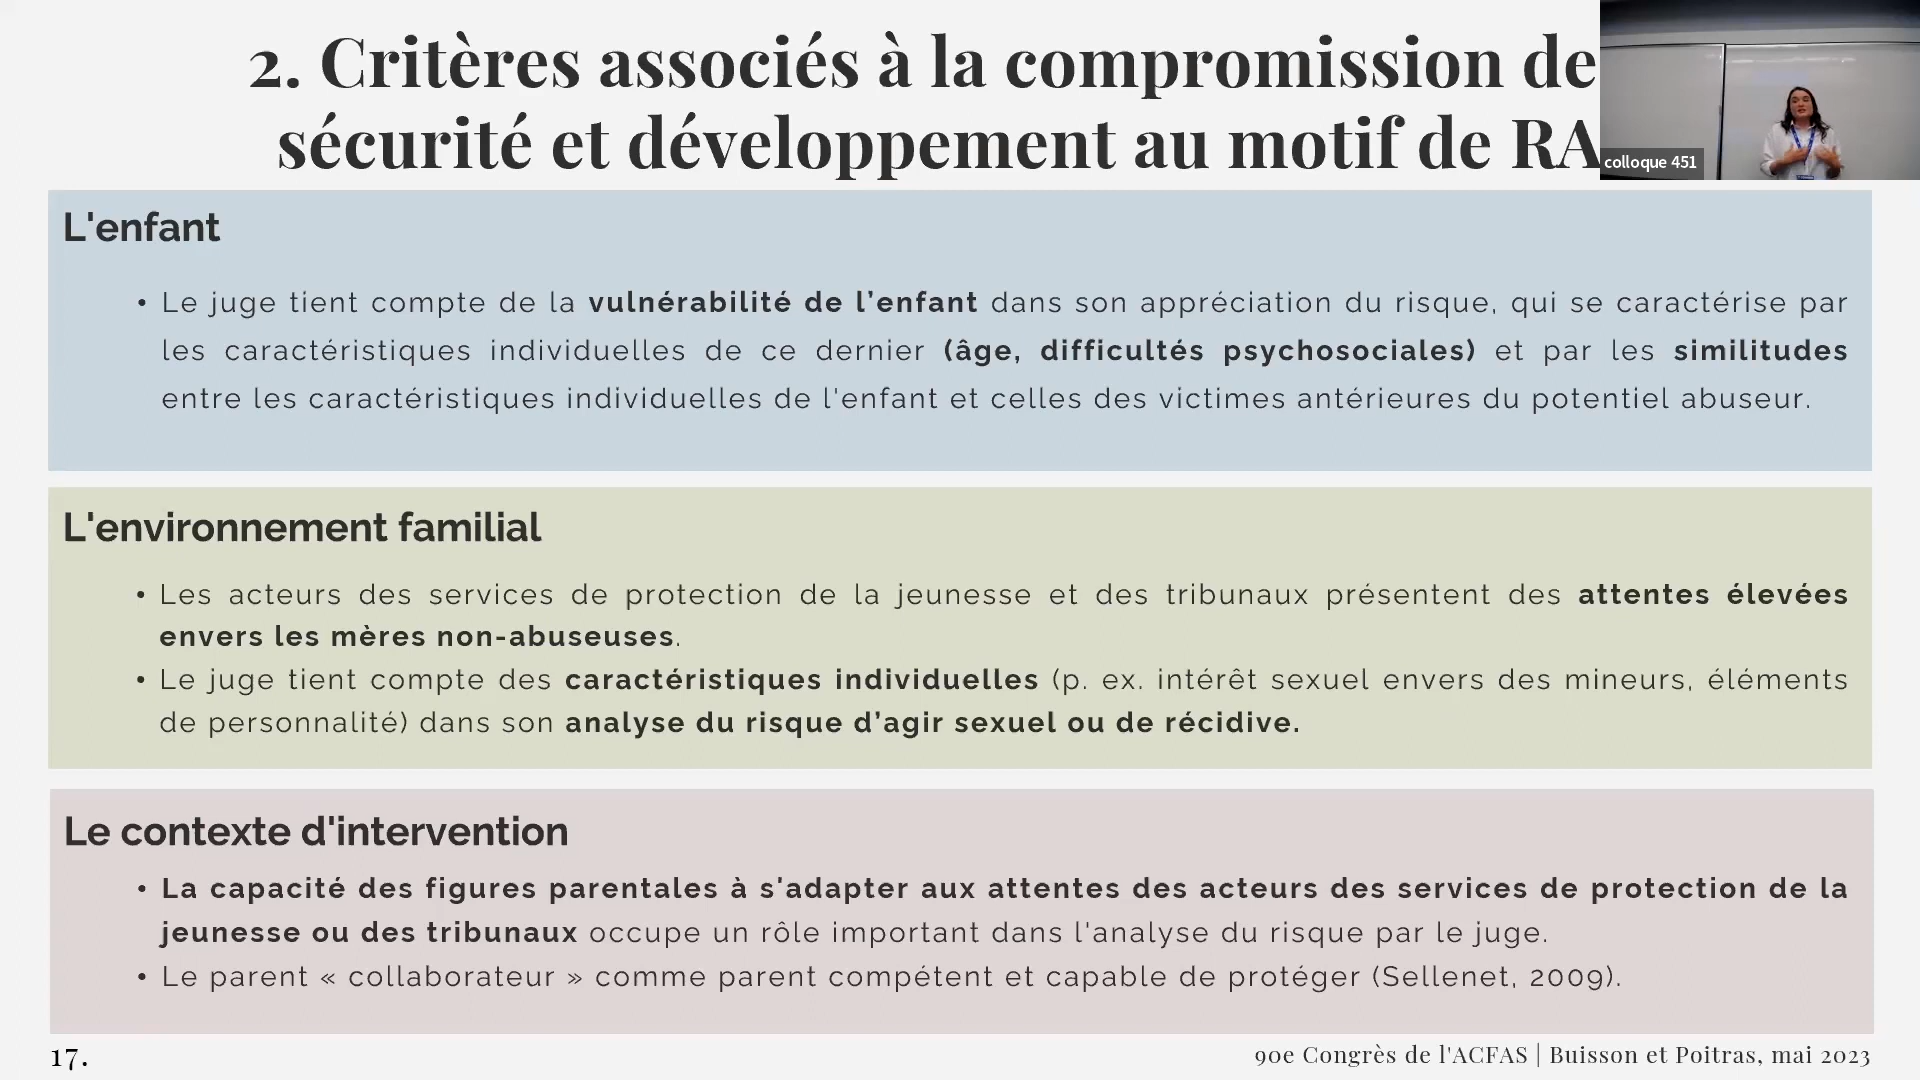 2. Critères associés à la compromission de
sécurité et développement au motif de RA
colloque 451
L'enfant
• Le juge tient compte de la vulnérabilité de l'enfant dans son appréciation du risque, qui se caractérise par
les caractéristiques individuelles de ce dernier (âge, difficultés psychosociales) et par les similitudes
entre les caractéristiques individuelles de l'enfant et celles des victimes antérieures du potentiel abuseur.
L'environnement familial
• Les acteurs des services de protection de la jeunesse et des tribunaux présentent des attentes élevées
envers les mères non-abuseuses.
• Le juge tient compte des caractéristiques individuelles (p. ex. intérêt sexuel envers des mineurs, éléments
de personnalité) dans son analyse du risque d'agir sexuel ou de récidive.
Le contexte d'intervention
• La capacité des figures parentales à s'adapter aux attentes des acteurs des services de protection de la
jeunesse ou des tribunaux occupe un rôle important dans l'analyse du risque par le juge.
• Le parent « collaborateur » comme parent compétent et capable de protéger (Sellenet, 2009).
17.
90e Congrès de l'ACFAS | Buisson et Poitras, mai 2023